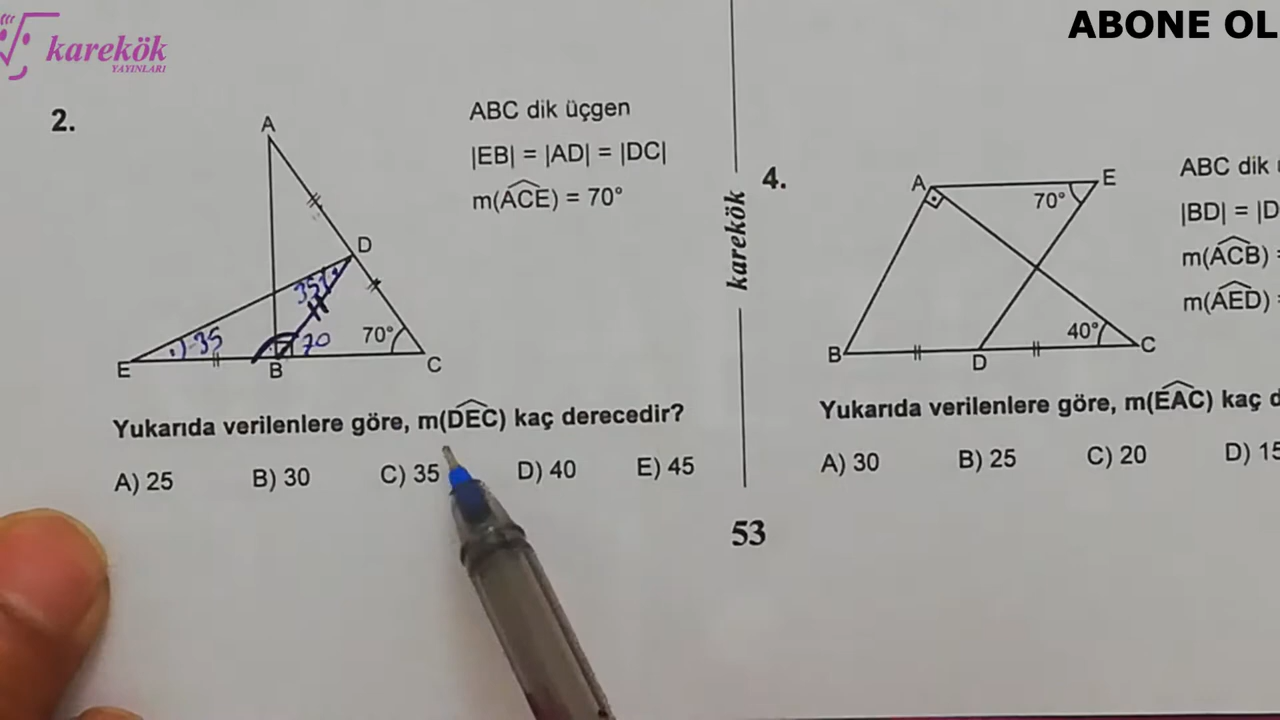 karekök
YAYINLARI
ABONE OL
2.
A
D
E
B
C
35
35
70
70°
ABC dik üçgen
|EB| = |AD| = |DC|
m(ACE) = 70°
Yukarıda verilenlere göre, m(DEC) kaç derecedir?
A) 25 B) 30 C) 35 D) 40 E) 45
karekök
53
4.
A
E
70°
B
D
40°
C
ABC dik
|BD| = |D
m(ACB) =
m(AED) =
Yukarıda verilenlere göre, m(EAC) kaç d
A) 30 B) 25 C) 20 D) 15